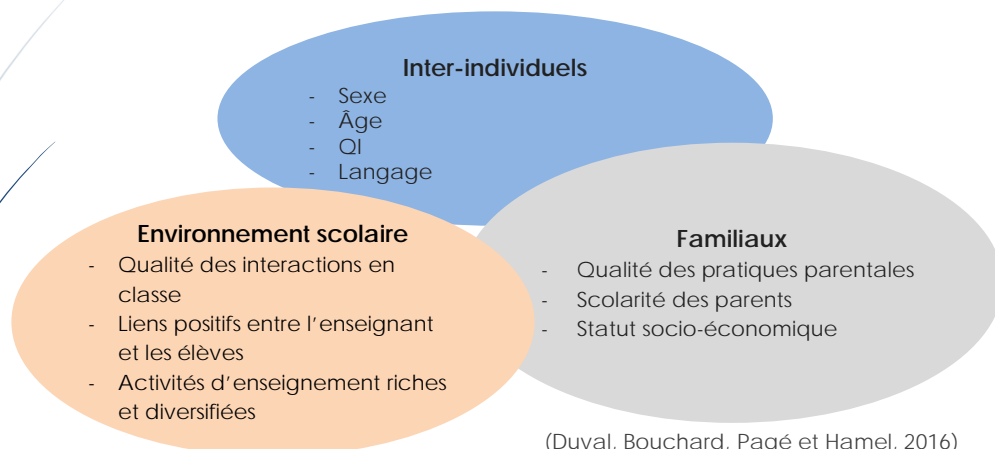 Inter-individuels
- Sexe
- Âge
- QI
- Langage
Environnement scolaire
- Qualité des interactions en
classe
- Liens positifs entre l'enseignant
et les élèves
- Activités d'enseignement riches
et diversifiées
Familiaux
- Qualité des pratiques parentales
- Scolarité des parents
- Statut socio-économique
(Duval, Bouchard, Pagé et Hamel, 2016)